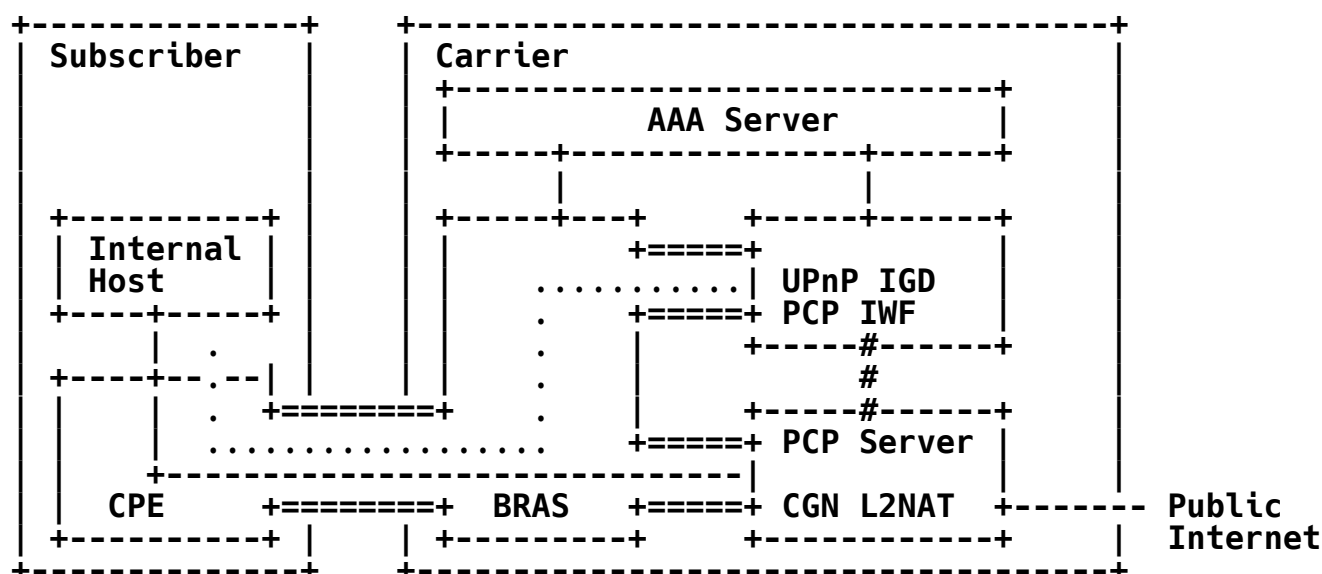 Subscriber Carrier
AAA Server
Internal
Host UPnP IGD
PCP IWF
PCP Server
CPE BRAS CGN L2NAT Public
Internet